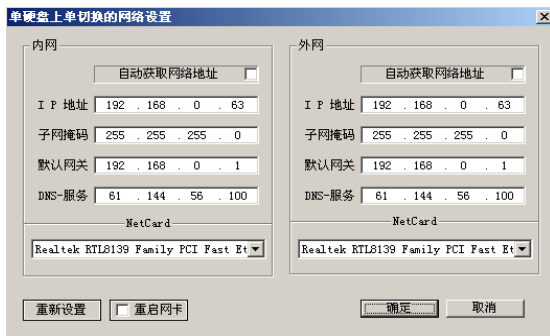 单硬盘上单切换的网络设置
内网
自动获取网络地址
I P 地址 192 . 168 . 0 . 63
子网掩码 255 . 255 . 255 . 0
默认网关 192 . 168 . 0 . 1
DNS-服务 61 . 144 . 56 . 100
NetCard
Realtek RTL8139 Family PCI Fast Et
外网
自动获取网络地址
I P 地址 192 . 168 . 0 . 63
子网掩码 255 . 255 . 255 . 0
默认网关 192 . 168 . 0 . 1
DNS-服务 61 . 144 . 56 . 100
NetCard
Realtek RTL8139 Family PCI Fast Et
重新设置 重启网卡 确定 取消